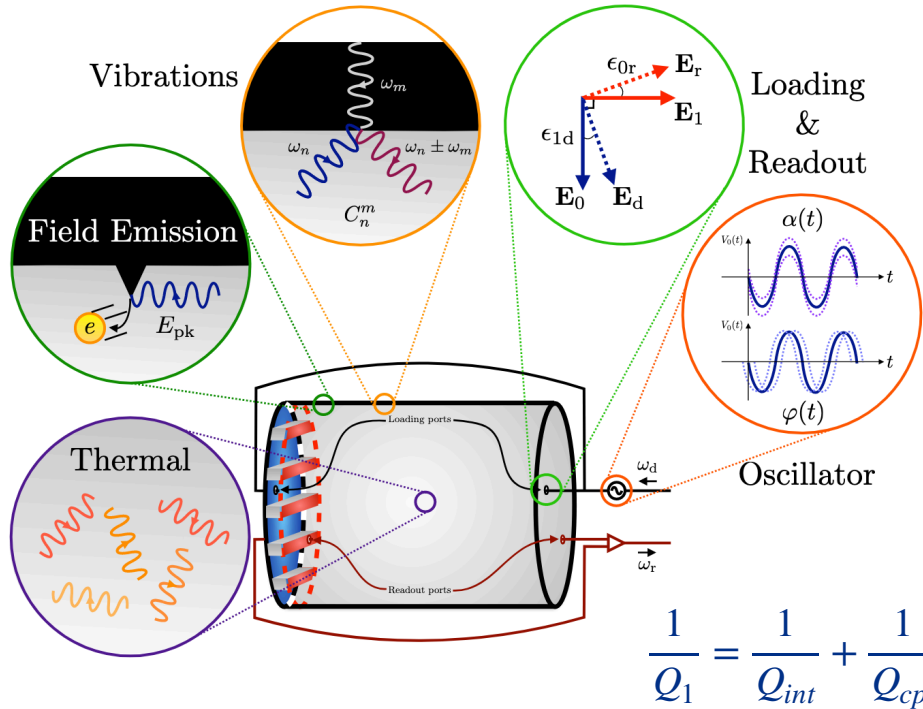 Vibrations
ω_m
ω_n
ω_n ± ω_m
C_n^m
ϵ_0r
E_r
E_1
ϵ_1d
E_0
E_d
Loading
&
Readout
Field Emission
e
E_pk
α(t)
V_0(t)
t
V_0(t)
t
φ(t)
Oscillator
Thermal
Loading ports
ω_d
Readout ports
ω_r
1/Q_1 = 1/Q_int + 1/Q_cp